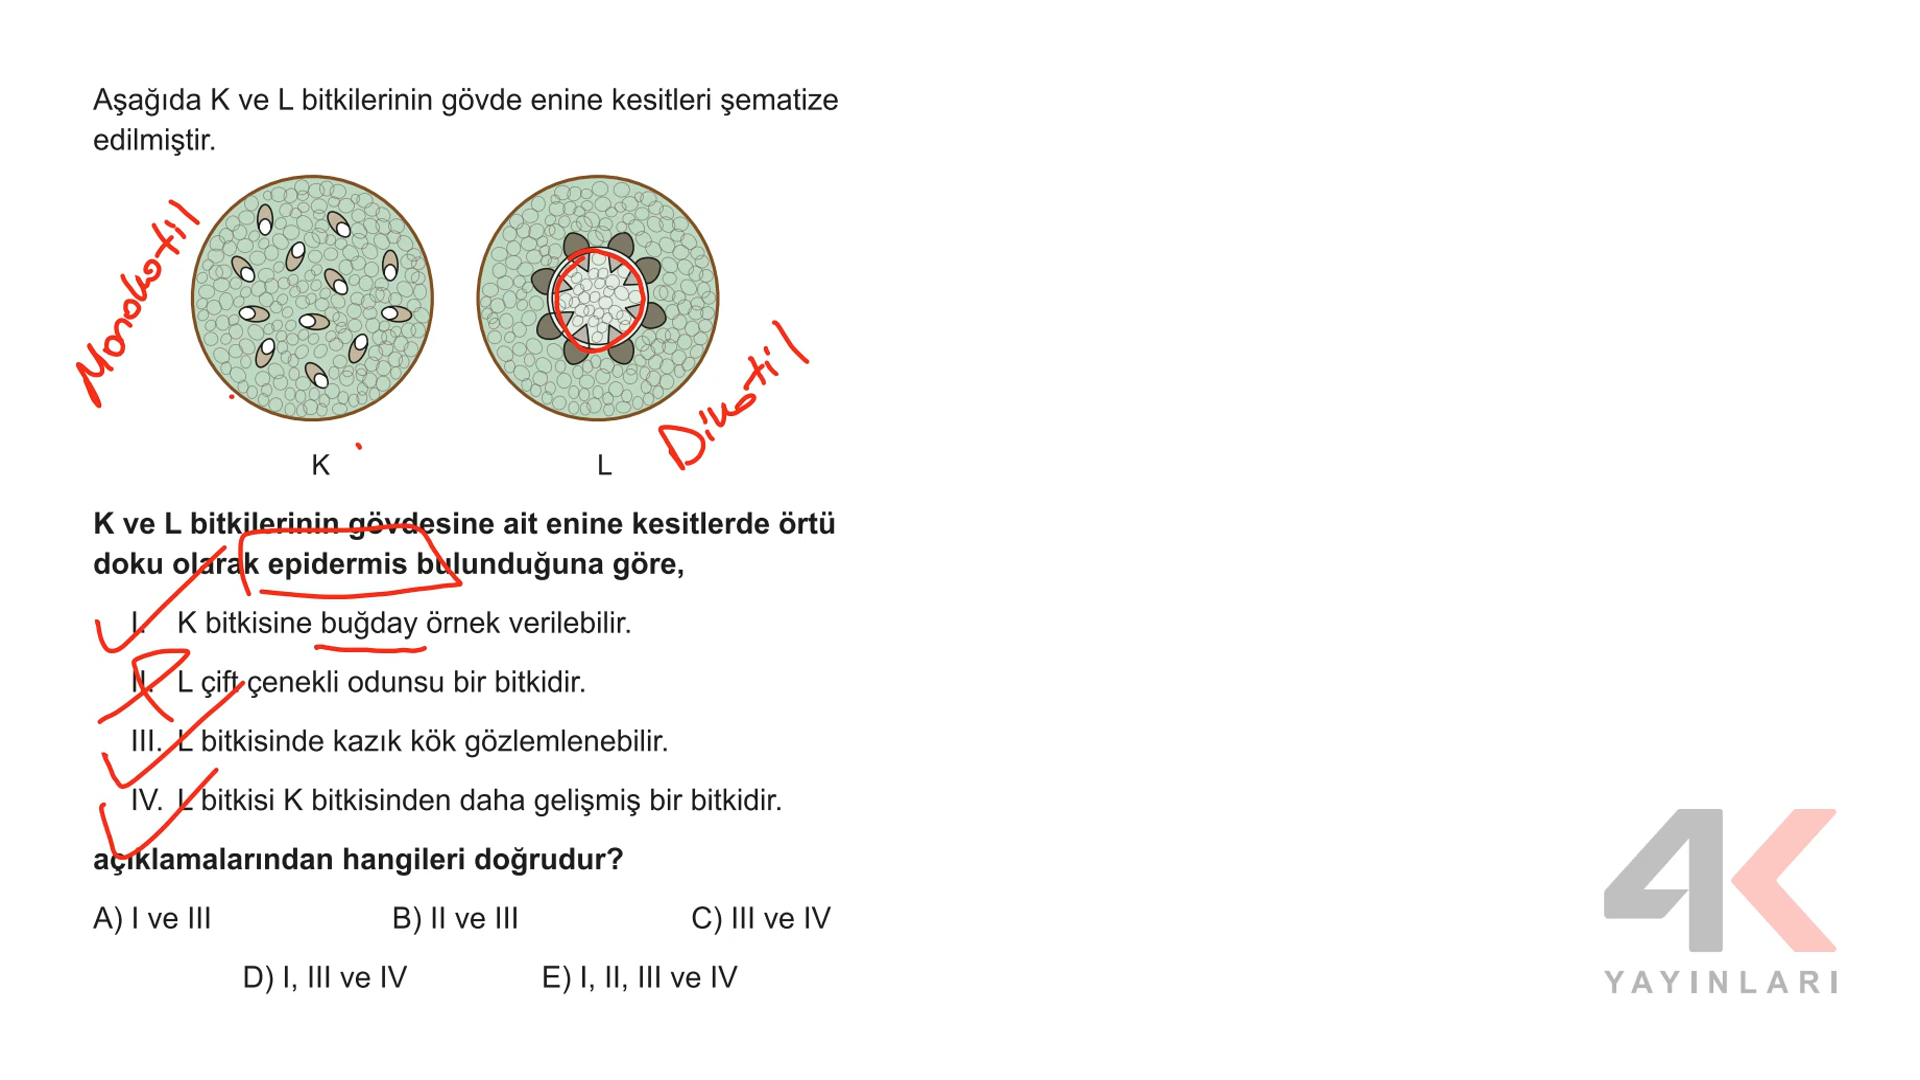 Aşağıda K ve L bitkilerinin gövde enine kesitleri şematize
edilmiştir.
Monokotil
Dikotil
K
L
K ve L bitkilerinin gövdesine ait enine kesitlerde örtü
doku olarak epidermis bulunduğuna göre,
I. K bitkisine buğday örnek verilebilir.
II. L çift çenekli odunsu bir bitkidir.
III. L bitkisinde kazık kök gözlemlenebilir.
IV. L bitkisi K bitkisinden daha gelişmiş bir bitkidir.
açıklamalarından hangileri doğrudur?
A) I ve III B) II ve III C) III ve IV
D) I, III ve IV E) I, II, III ve IV
4K
YAYINLARI